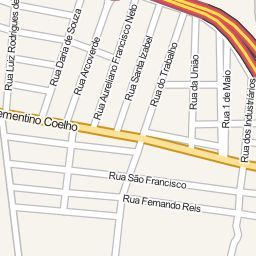 Rua Luiz Rodrigues de
Rua Daria de Souza
Rua Arcoverde
Rua Aureliano Francisco Neto
Rua Santa Izabel
Rua do Trabalho
Rua da União
Rua 1 de Maio
Rua dos Industriários
ementino Coelho
Rua São Francisco
Rua Fernando Reis